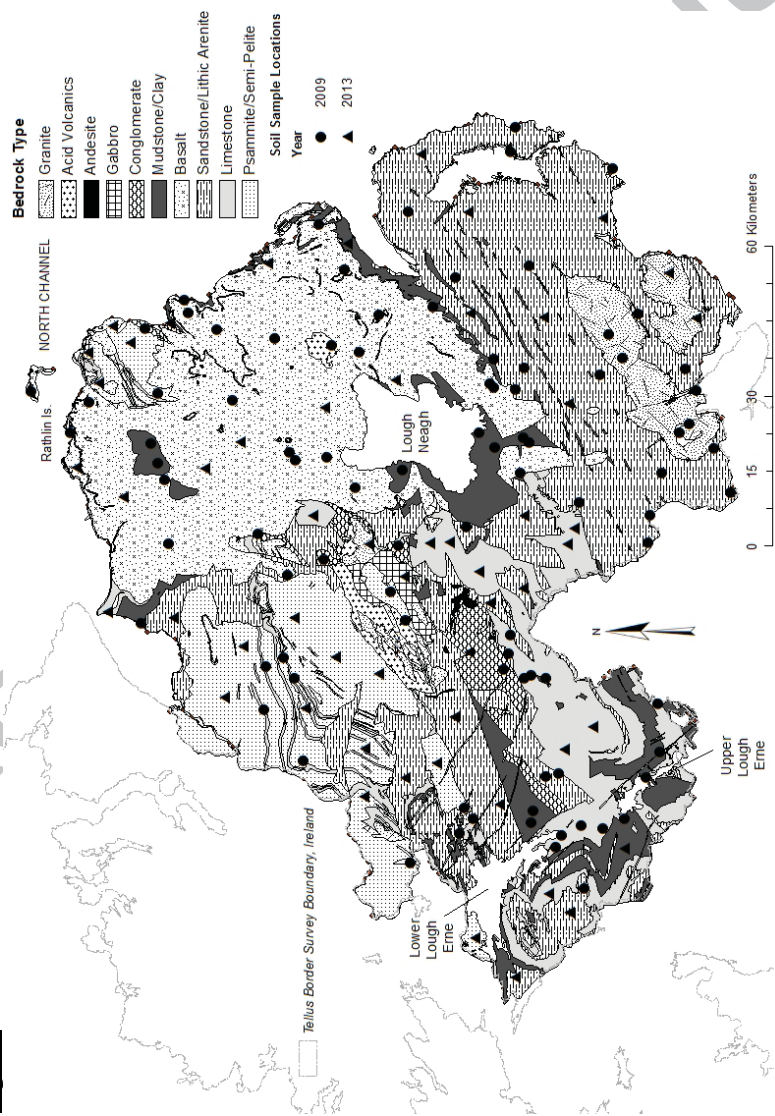 Bedrock Type
Granite
Acid Volcanics
Andesite
Gabbro
Conglomerate
Mudstone/Clay
Basalt
Sandstone/Lithic Arenite
Limestone
Psammite/Semi-Pelite
Soil Sample Locations
Year
2009
2013
NORTH CHANNEL
Rathlin Is.
Lough
Neagh
Lower
Lough
Erne
Upper
Lough
Erne
Tellus Border Survey Boundary, Ireland
N
0 15 30 60 Kilometers